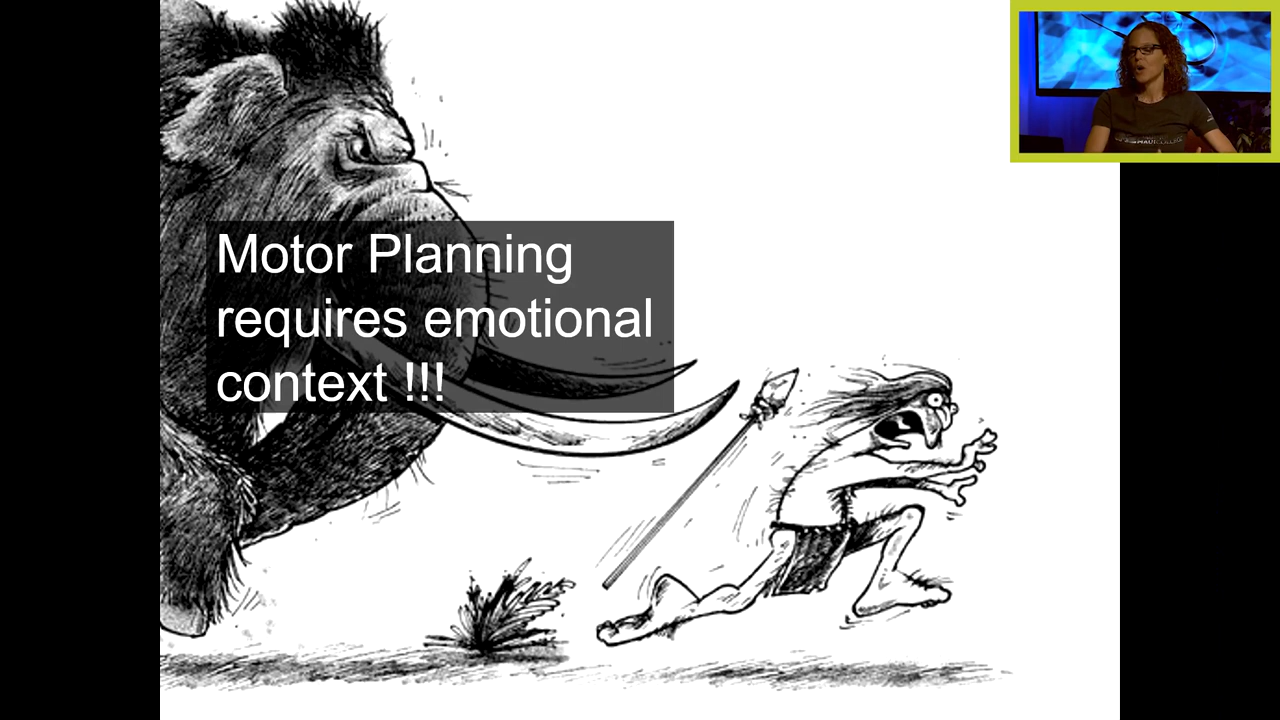 Motor Planning
requires emotional
context !!!